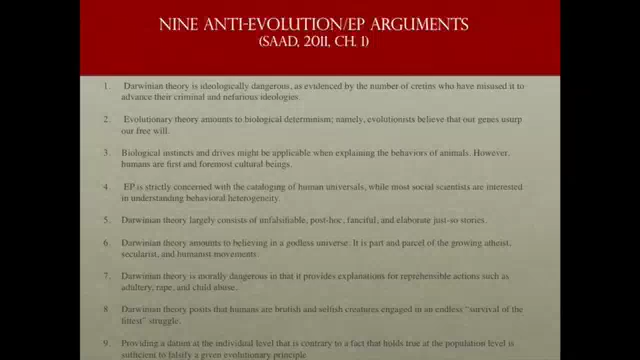 NINE ANTI-EVOLUTION/EP ARGUMENTS
(SAAD, 2011, CH. 1)
1. Darwinian theory is ideologically dangerous, as evidenced by the number of cretins who have misused it to
advance their criminal and nefarious ideologies.
2. Evolutionary theory amounts to biological determinism; namely, evolutionists believe that our genes usurp
our free will.
3. Biological instincts and drives might be applicable when explaining the behaviors of animals. However,
humans are first and foremost cultural beings.
4. EP is strictly concerned with the cataloging of human universals, while most social scientists are interested
in understanding behavioral heterogeneity.
5. Darwinian theory largely consists of unfalsifiable, post-hoc, fanciful, and elaborate just-so stories.
6. Darwinian theory amounts to believing in a godless universe. It is part and parcel of the growing atheist,
secularist, and humanist movements.
7. Darwinian theory is morally dangerous in that it provides explanations for reprehensible actions such as
adultery, rape, and child abuse.
8. Darwinian theory posits that humans are brutish and selfish creatures engaged in an endless "survival of the
fittest" struggle.
9. Providing a datum at the individual level that is contrary to a fact that holds true at the population level is
sufficient to falsify a given evolutionary principle.